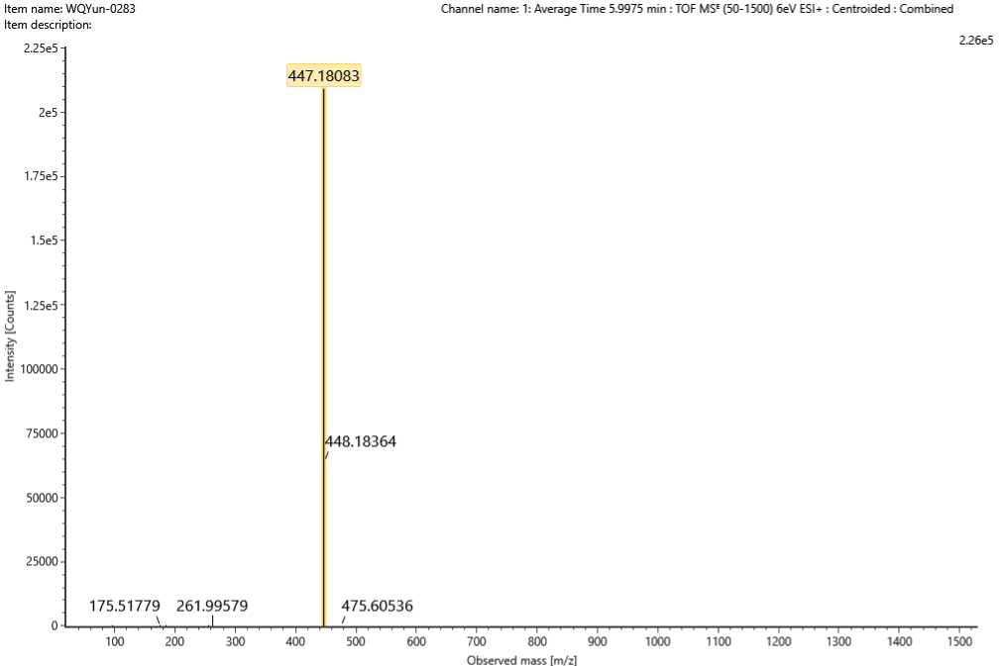 Item name: WQYun-0283
Channel name: 1: Average Time 5.9975 min : TOF MSᴱ (50-1500) 6eV ESI+ : Centroided : Combined
Item description:
2.26e5
2.25e5
447.18083
2e5
1.75e5
1.5e5
1.25e5
Intensity [Counts]
100000
75000
448.18364
50000
25000
175.51779
261.99579
475.60536
0
100 200 300 400 500 600 700 800 900 1000 1100 1200 1300 1400 1500
Observed mass [m/z]